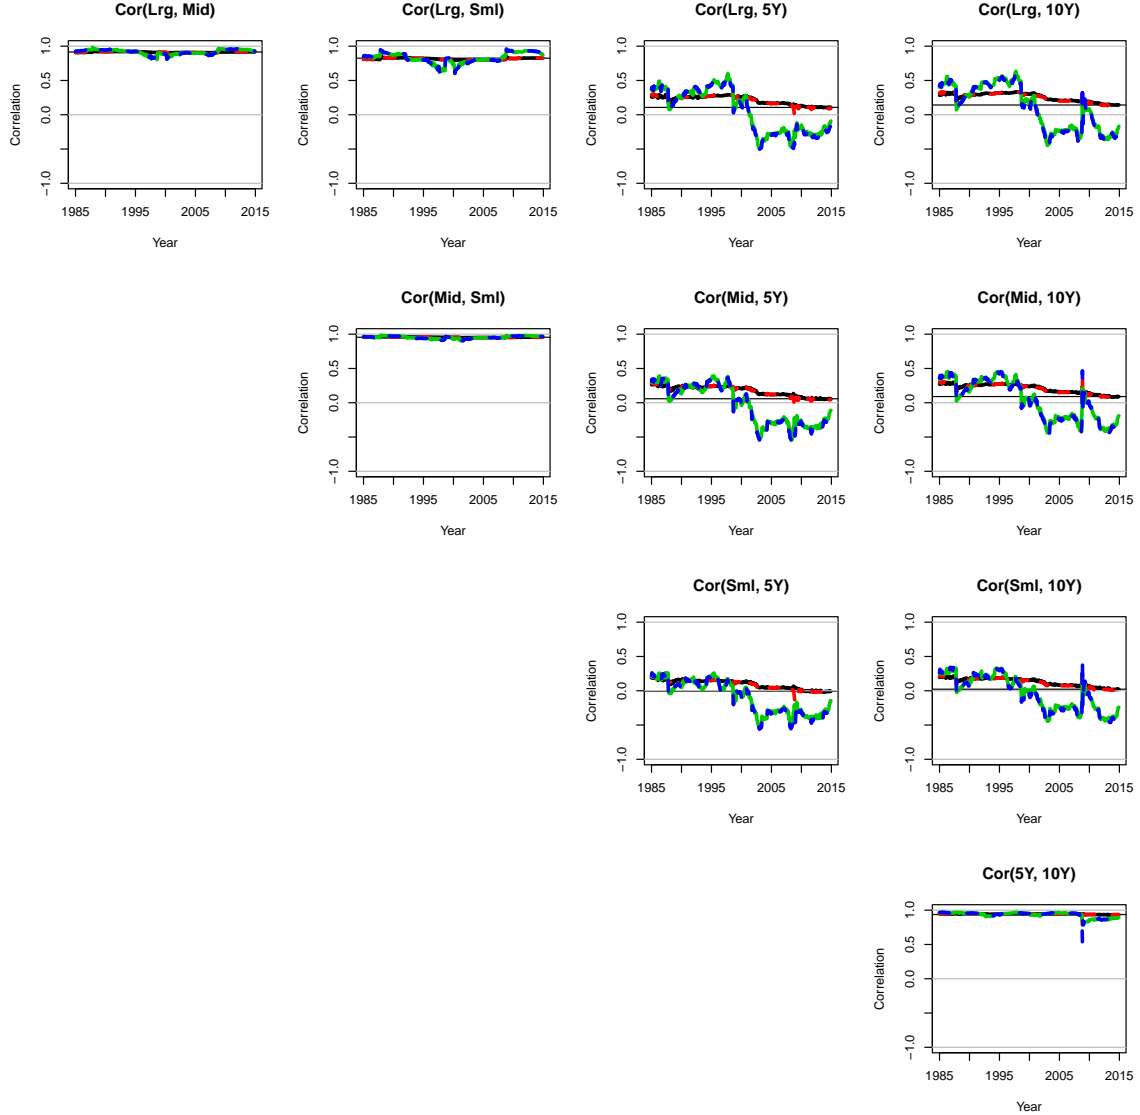 Cor(Lrg, Mid)
Correlation
1.0
0.5
0.0
−1.0
1985 1995 2005 2015
Year
Cor(Lrg, Sml)
Correlation
1.0
0.5
0.0
−1.0
1985 1995 2005 2015
Year
Cor(Lrg, 5Y)
Correlation
1.0
0.5
0.0
−1.0
1985 1995 2005 2015
Year
Cor(Lrg, 10Y)
Correlation
1.0
0.5
0.0
−1.0
1985 1995 2005 2015
Year
Cor(Mid, Sml)
Correlation
1.0
0.5
0.0
−1.0
1985 1995 2005 2015
Year
Cor(Mid, 5Y)
Correlation
1.0
0.5
0.0
−1.0
1985 1995 2005 2015
Year
Cor(Mid, 10Y)
Correlation
1.0
0.5
0.0
−1.0
1985 1995 2005 2015
Year
Cor(Sml, 5Y)
Correlation
1.0
0.5
0.0
−1.0
1985 1995 2005 2015
Year
Cor(Sml, 10Y)
Correlation
1.0
0.5
0.0
−1.0
1985 1995 2005 2015
Year
Cor(5Y, 10Y)
Correlation
1.0
0.5
0.0
−1.0
1985 1995 2005 2015
Year